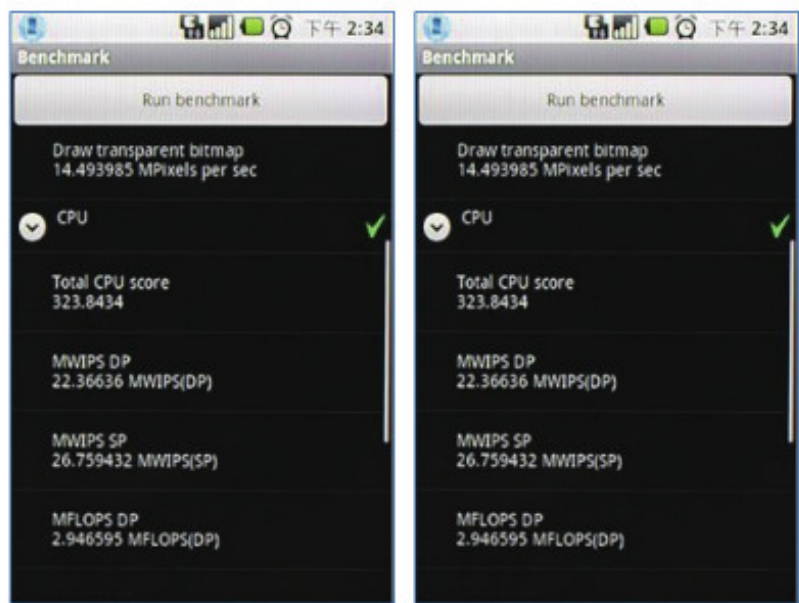 下午 2:34
Benchmark
Run benchmark
Draw transparent bitmap
14.493985 MPixels per sec
CPU
Total CPU score
323.8434
MWIPS DP
22.36636 MWIPS(DP)
MWIPS SP
26.759432 MWIPS(SP)
MFLOPS DP
2.946595 MFLOPS(DP)
下午 2:34
Benchmark
Run benchmark
Draw transparent bitmap
14.493985 MPixels per sec
CPU
Total CPU score
323.8434
MWIPS DP
22.36636 MWIPS(DP)
MWIPS SP
26.759432 MWIPS(SP)
MFLOPS DP
2.946595 MFLOPS(DP)